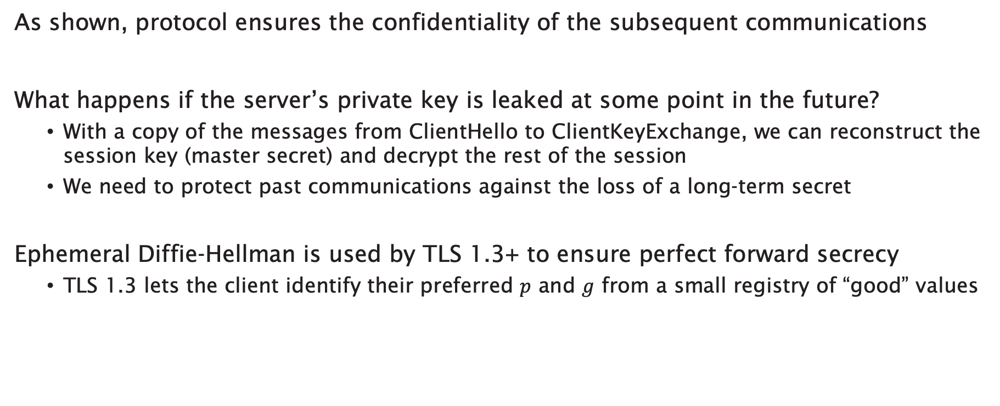 As shown, protocol ensures the confidentiality of the subsequent communications
What happens if the server’s private key is leaked at some point in the future?
• With a copy of the messages from ClientHello to ClientKeyExchange, we can reconstruct the
session key (master secret) and decrypt the rest of the session
• We need to protect past communications against the loss of a long-term secret
Ephemeral Diffie-Hellman is used by TLS 1.3+ to ensure perfect forward secrecy
• TLS 1.3 lets the client identify their preferred p and g from a small registry of “good” values